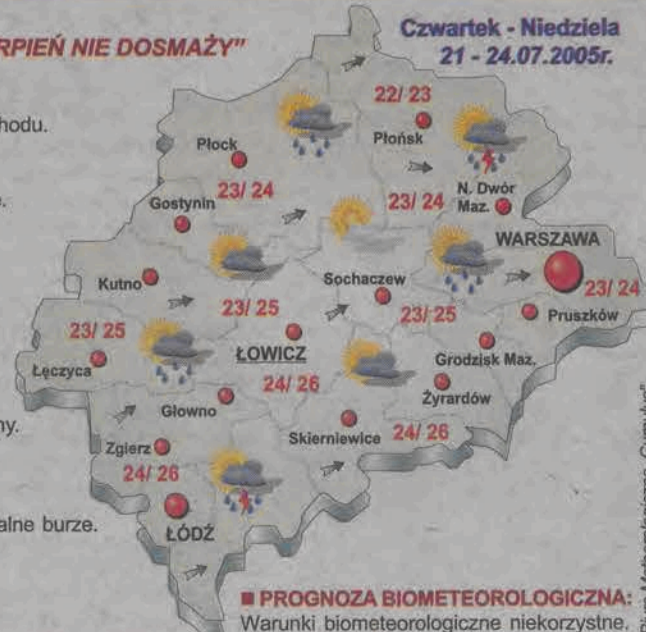 RPIEŃ NIE DOSMAŻY"
Czwartek - Niedziela
21 - 24.07.2005r.
hodu.
22/ 23
Płońsk
Płock
23/ 24
Gostynin
23/ 24
N. Dwór
Maz.
WARSZAWA
23/ 24
Kutno
Sochaczew
Pruszków
23/ 25
23/ 25
23/ 25
Łęczyca
ŁOWICZ
Grodzisk Maz.
24/ 26
Żyrardów
Głowno
Skierniewice
24/ 26
ny.
Zgierz
24/ 26
ŁÓDŹ
alne burze.
■ PROGNOZA BIOMETEOROLOGICZNA:
Warunki biometeorologiczne niekorzystne.